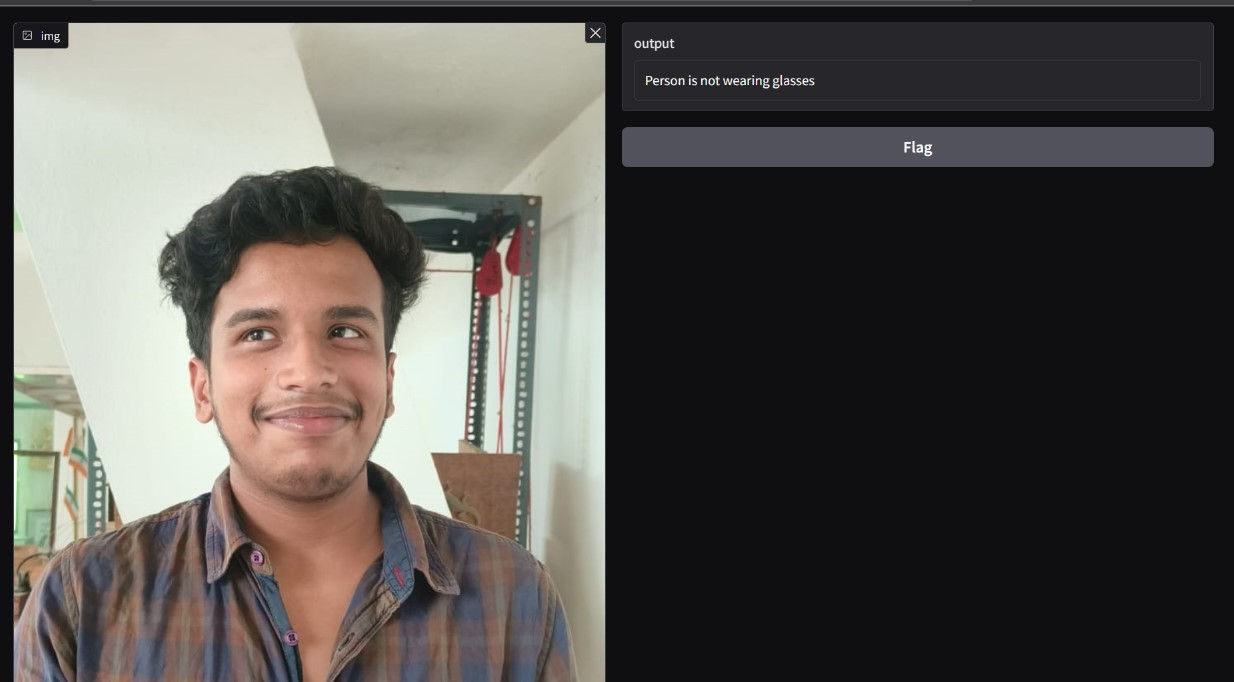 img
output
Person is not wearing glasses
Flag